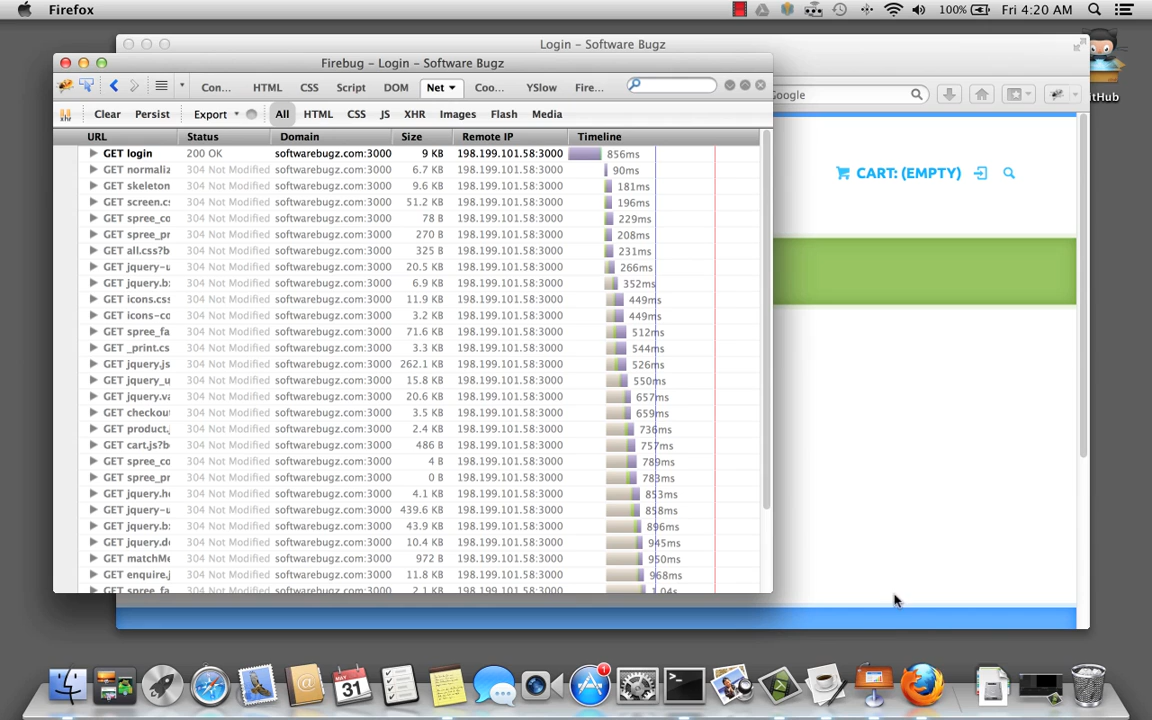 Firefox
100%
Fri 4:20 AM
Login – Software Bugz
Firebug – Login – Software Bugz
Con... HTML CSS Script DOM Net Coo... YSlow Fire...
Google
itHub
Clear Persist Export All HTML CSS JS XHR Images Flash Media
URL Status Domain Size Remote IP Timeline
GET login 200 OK softwarebugz.com:3000 9 KB 198.199.101.58:3000 856ms
GET normaliz 304 Not Modified softwarebugz.com:3000 6.7 KB 198.199.101.58:3000 90ms
CART: (EMPTY)
GET skeleton 304 Not Modified softwarebugz.com:3000 9.6 KB 198.199.101.58:3000 181ms
GET screen.cs 304 Not Modified softwarebugz.com:3000 51.2 KB 198.199.101.58:3000 196ms
GET spree_co 304 Not Modified softwarebugz.com:3000 78 B 198.199.101.58:3000 229ms
GET spree_pr 304 Not Modified softwarebugz.com:3000 270 B 198.199.101.58:3000 208ms
GET all.css?b 304 Not Modified softwarebugz.com:3000 325 B 198.199.101.58:3000 231ms
GET jquery-u 304 Not Modified softwarebugz.com:3000 20.5 KB 198.199.101.58:3000 266ms
GET jquery.b: 304 Not Modified softwarebugz.com:3000 6.9 KB 198.199.101.58:3000 352ms
GET icons.css 304 Not Modified softwarebugz.com:3000 11.9 KB 198.199.101.58:3000 449ms
GET icons-co 304 Not Modified softwarebugz.com:3000 3.2 KB 198.199.101.58:3000 449ms
GET spree_fa 304 Not Modified softwarebugz.com:3000 71.6 KB 198.199.101.58:3000 512ms
GET _print.cs 304 Not Modified softwarebugz.com:3000 3.3 KB 198.199.101.58:3000 544ms
GET jquery.js 304 Not Modified softwarebugz.com:3000 262.1 KB 198.199.101.58:3000 526ms
GET jquery_u 304 Not Modified softwarebugz.com:3000 15.8 KB 198.199.101.58:3000 550ms
GET jquery.va 304 Not Modified softwarebugz.com:3000 20.6 KB 198.199.101.58:3000 657ms
GET checkout 304 Not Modified softwarebugz.com:3000 3.5 KB 198.199.101.58:3000 659ms
GET product. 304 Not Modified softwarebugz.com:3000 2.4 KB 198.199.101.58:3000 736ms
GET cart.js?b 304 Not Modified softwarebugz.com:3000 486 B 198.199.101.58:3000 757ms
GET spree_co 304 Not Modified softwarebugz.com:3000 4 B 198.199.101.58:3000 789ms
GET spree_pr 304 Not Modified softwarebugz.com:3000 0 B 198.199.101.58:3000 783ms
GET jquery.he 304 Not Modified softwarebugz.com:3000 4.1 KB 198.199.101.58:3000 853ms
GET jquery-u 304 Not Modified softwarebugz.com:3000 439.6 KB 198.199.101.58:3000 858ms
GET jquery.b: 304 Not Modified softwarebugz.com:3000 43.9 KB 198.199.101.58:3000 896ms
GET jquery.de 304 Not Modified softwarebugz.com:3000 10.4 KB 198.199.101.58:3000 945ms
GET matchMe 304 Not Modified softwarebugz.com:3000 972 B 198.199.101.58:3000 950ms
GET enquire.j 304 Not Modified softwarebugz.com:3000 11.8 KB 198.199.101.58:3000 968ms
GET spree_fa 304 Not Modified softwarebugz.com:3000 2.1 KB 198.199.101.58:3000 1.04s
MAY
31
1